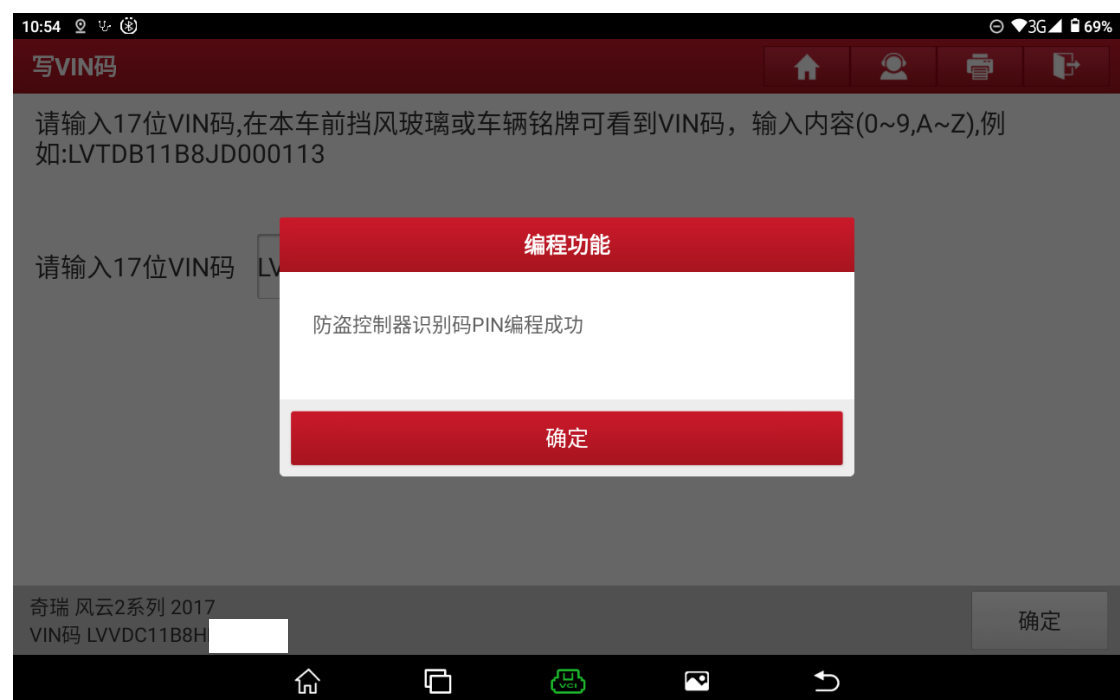 10:54
3G
69%
写VIN码
请输入17位VIN码,在本车前挡风玻璃或车辆铭牌可看到VIN码，输入内容(0~9,A~Z),例
如:LVTDB11B8JD000113
编程功能
请输入17位VIN码 LV
防盗控制器识别码PIN编程成功
确定
奇瑞 风云2系列 2017
VIN码 LVVDC11B8H
确定
VCI